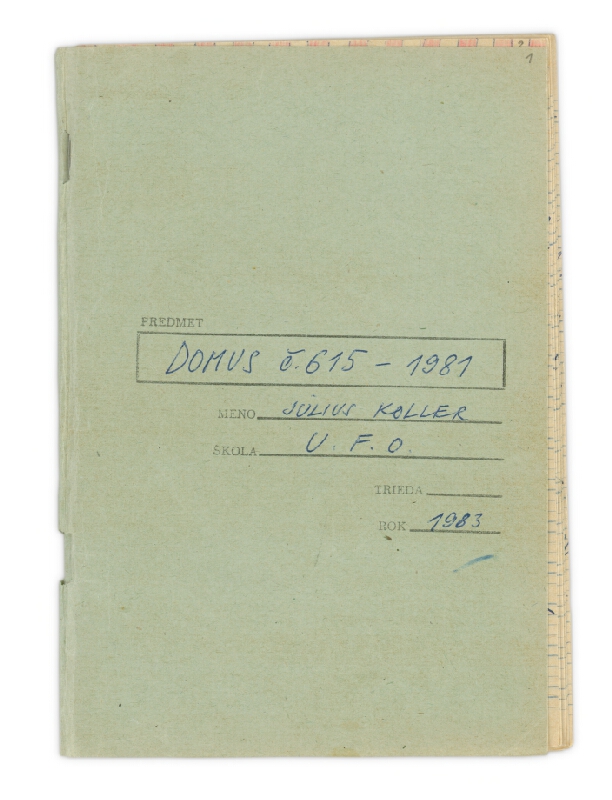 1
PREDMET
DOMUS č.615 - 1981
MENO JÚLIUS KOLLER
ŠKOLA U. F. O.
TRIEDA
ROK 1983